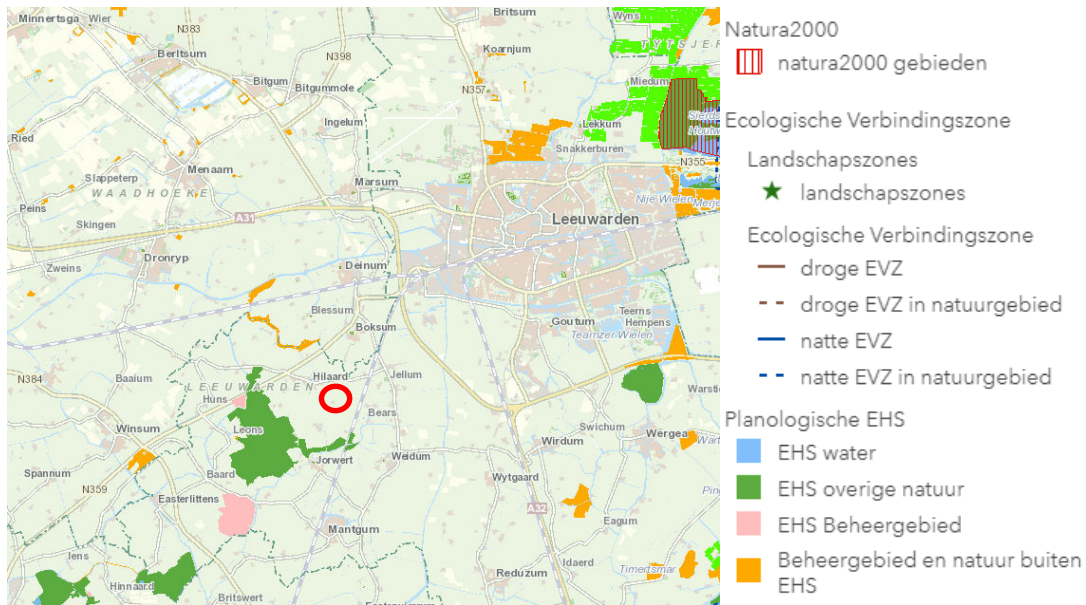 Minnertsga Wier
N383
Britsum
Wyns
TYTSJER
Berltsum
N398
Koarnjum
Bitgum
Bitgummole
N357
Miedum
Ingelum
Lekkum
Ried
Snakkerburen
N355
Menaam
Slappeterp
WAADHOEKE
Marsum
Peins
Nije Wielen
A31
Leeuwarden
Skingen
Dronryp
Zweins
Deinum
Blessum
Boksum
Teerns
Hempens
Goutum
Tearnzer Wielen
N384
Baaium
LEEUWARDEN
Hilaard
Jellum
Húns
Bears
Winsum
Leons
Swichum
Wirdum
Wergea
Jorwert
Weidum
Spannum
Baard
Wytgaard
N359
Easterlittens
A32
Mantgum
Eagum
Iens
Idaerd
Hinnaard
Reduzum
Britswert
Natura2000
natura2000 gebieden
Ecologische Verbindingszone
Landschapszones
landschapszones
Ecologische Verbindingszone
droge EVZ
droge EVZ in natuurgebied
natte EVZ
natte EVZ in natuurgebied
Planologische EHS
EHS water
EHS overige natuur
EHS Beheergebied
Beheergebied en natuur buiten
EHS